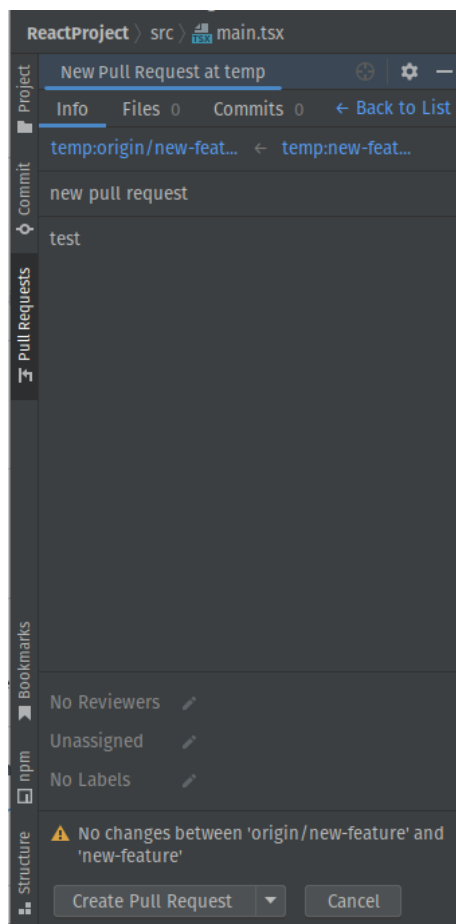 ReactProject src main.tsx
New Pull Request at temp
Info Files 0 Commits 0 ← Back to List
temp:origin/new-feat... ← temp:new-feat...
new pull request
test
No Reviewers
Unassigned
No Labels
No changes between 'origin/new-feature' and
'new-feature'
Create Pull Request Cancel
Project
Commit
Pull Requests
Bookmarks
npm
Structure